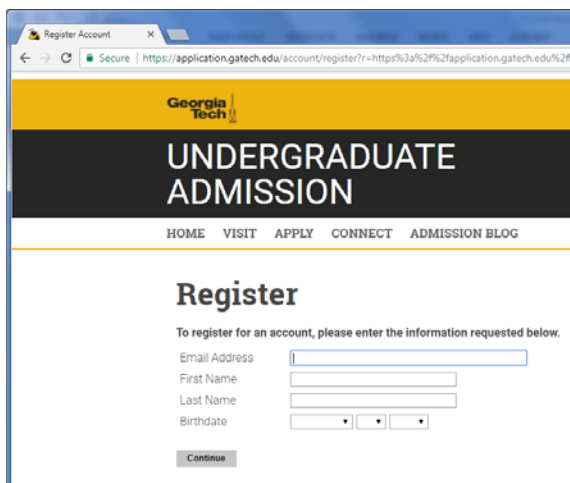 Register Account
Secure | https://application.gatech.edu/account/register?r=https%3a%2f%2fapplication.gatech.edu%2f
Georgia
Tech
UNDERGRADUATE
ADMISSION
HOME VISIT APPLY CONNECT ADMISSION BLOG
Register
To register for an account, please enter the information requested below.
Email Address
First Name
Last Name
Birthdate
Continue